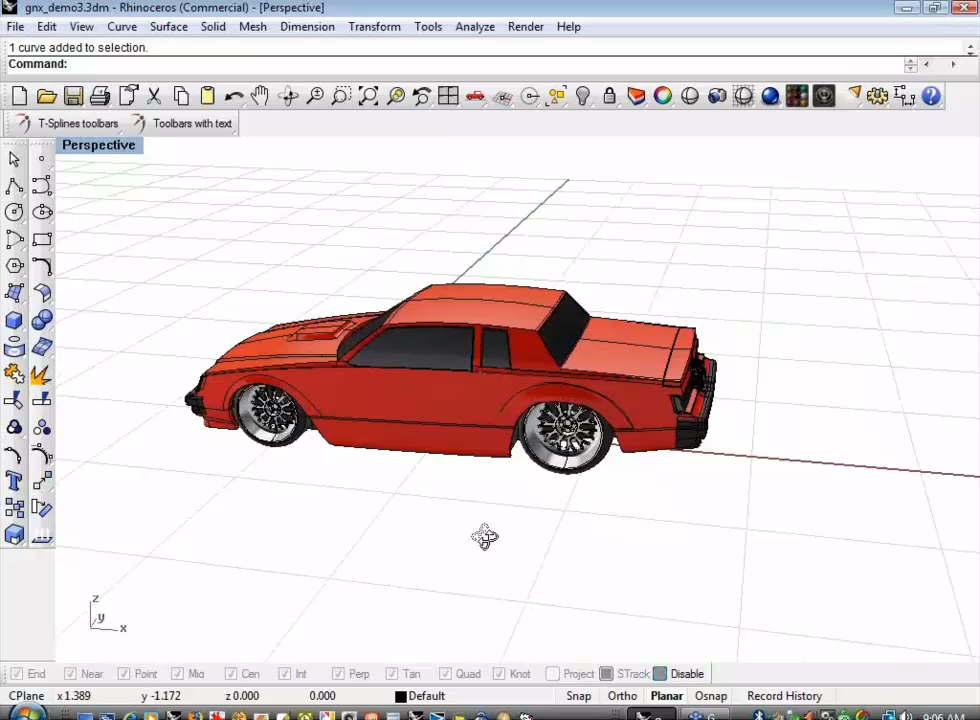 gnx_demo3.3dm - Rhinoceros (Commercial) - [Perspective]
File Edit View Curve Surface Solid Mesh Dimension Transform Tools Analyze Render Help
1 curve added to selection.
Command:
T-Splines toolbars Toolbars with text
Perspective
z
y
x
End Near Point Mid Cen Int Perp Tan Quad Knot Project STrack Disable
CPlane x 1.389 y -1.172 z 0.000 0.000 Default Snap Ortho Planar Osnap Record History
9:06 AM